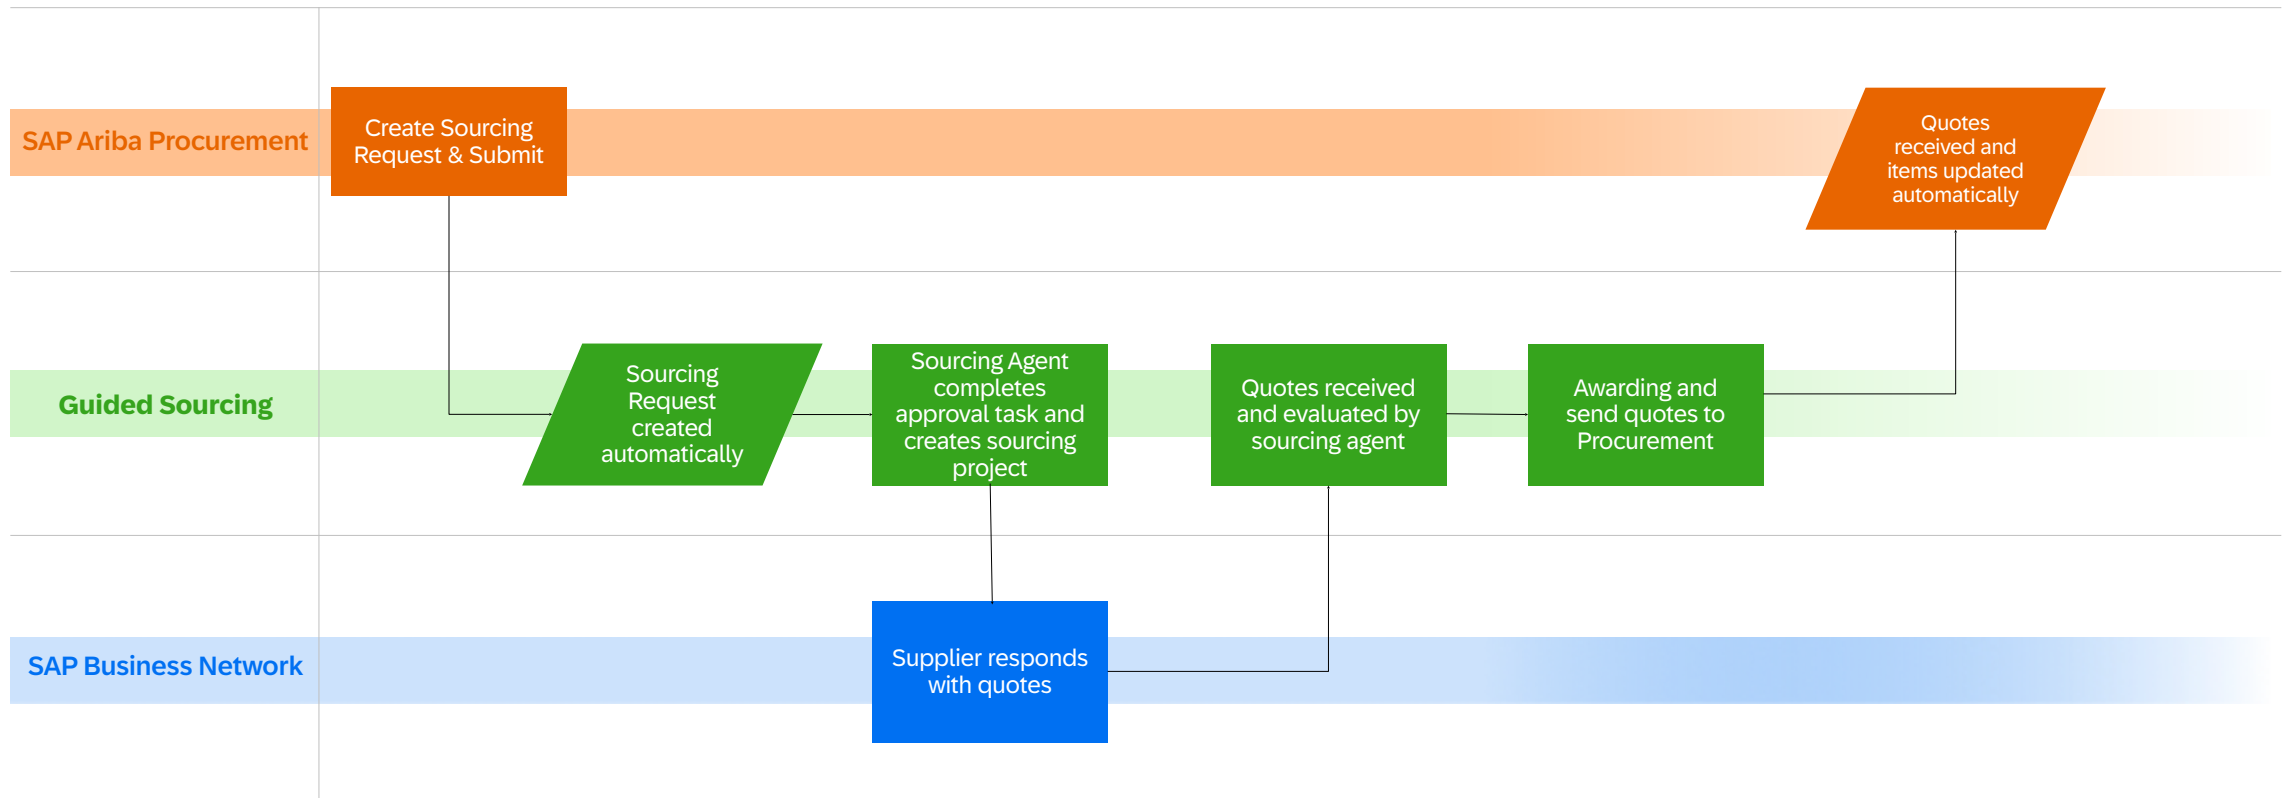 SAP Ariba Procurement
Create Sourcing
Request & Submit
Quotes
received and
items updated
automatically
Guided Sourcing
Sourcing
Request
created
automatically
Sourcing Agent
completes
approval task and
creates sourcing
project
Quotes received
and evaluated by
sourcing agent
Awarding and
send quotes to
Procurement
SAP Business Network
Supplier responds
with quotes